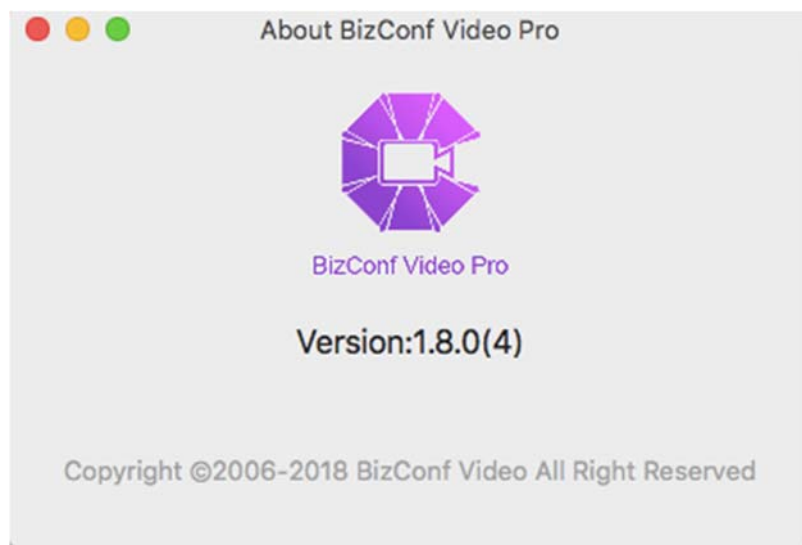 About BizConf Video Pro
BizConf Video Pro
Version:1.8.0(4)
Copyright ©2006-2018 BizConf Video All Right Reserved